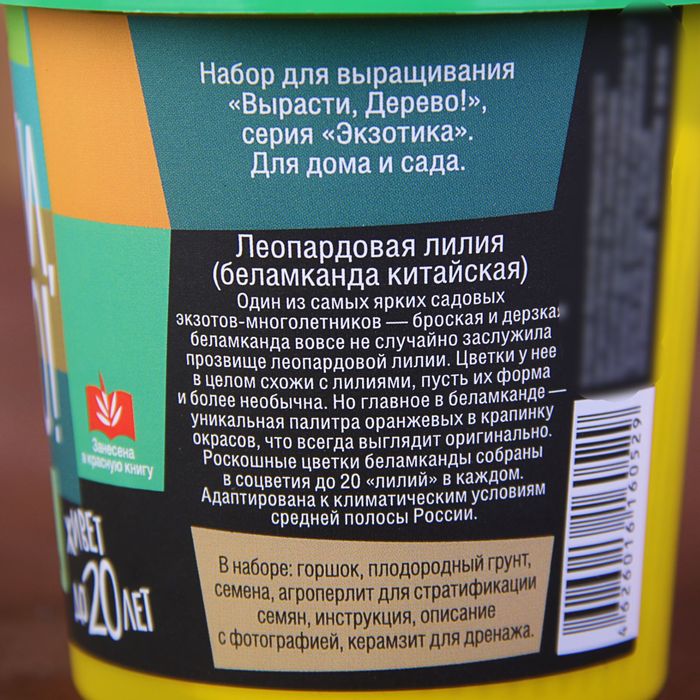 Набор для выращивания
«Вырасти, Дерево!»,
серия «Экзотика».
Для дома и сада.
Леопардовая лилия
(беламканда китайская)
Один из самых ярких садовых
экзотов-многолетников — броская и дерзкая
беламканда вовсе не случайно заслужила
прозвище леопардовой лилии. Цветки у нее
в целом схожи с лилиями, пусть их форма
и более необычна. Но главное в беламканде —
уникальная палитра оранжевых в крапинку
окрасов, что всегда выглядит оригинально.
Роскошные цветки беламканды собраны
в соцветия до 20 «лилий» в каждом.
Адаптирована к климатическим условиям
средней полосы России.
В наборе: горшок, плодородный грунт,
семена, агроперлит для стратификации
семян, инструкция, описание
с фотографией, керамзит для дренажа.
Занесена
в красную книгу
живет
до 20 лет
4626016160529